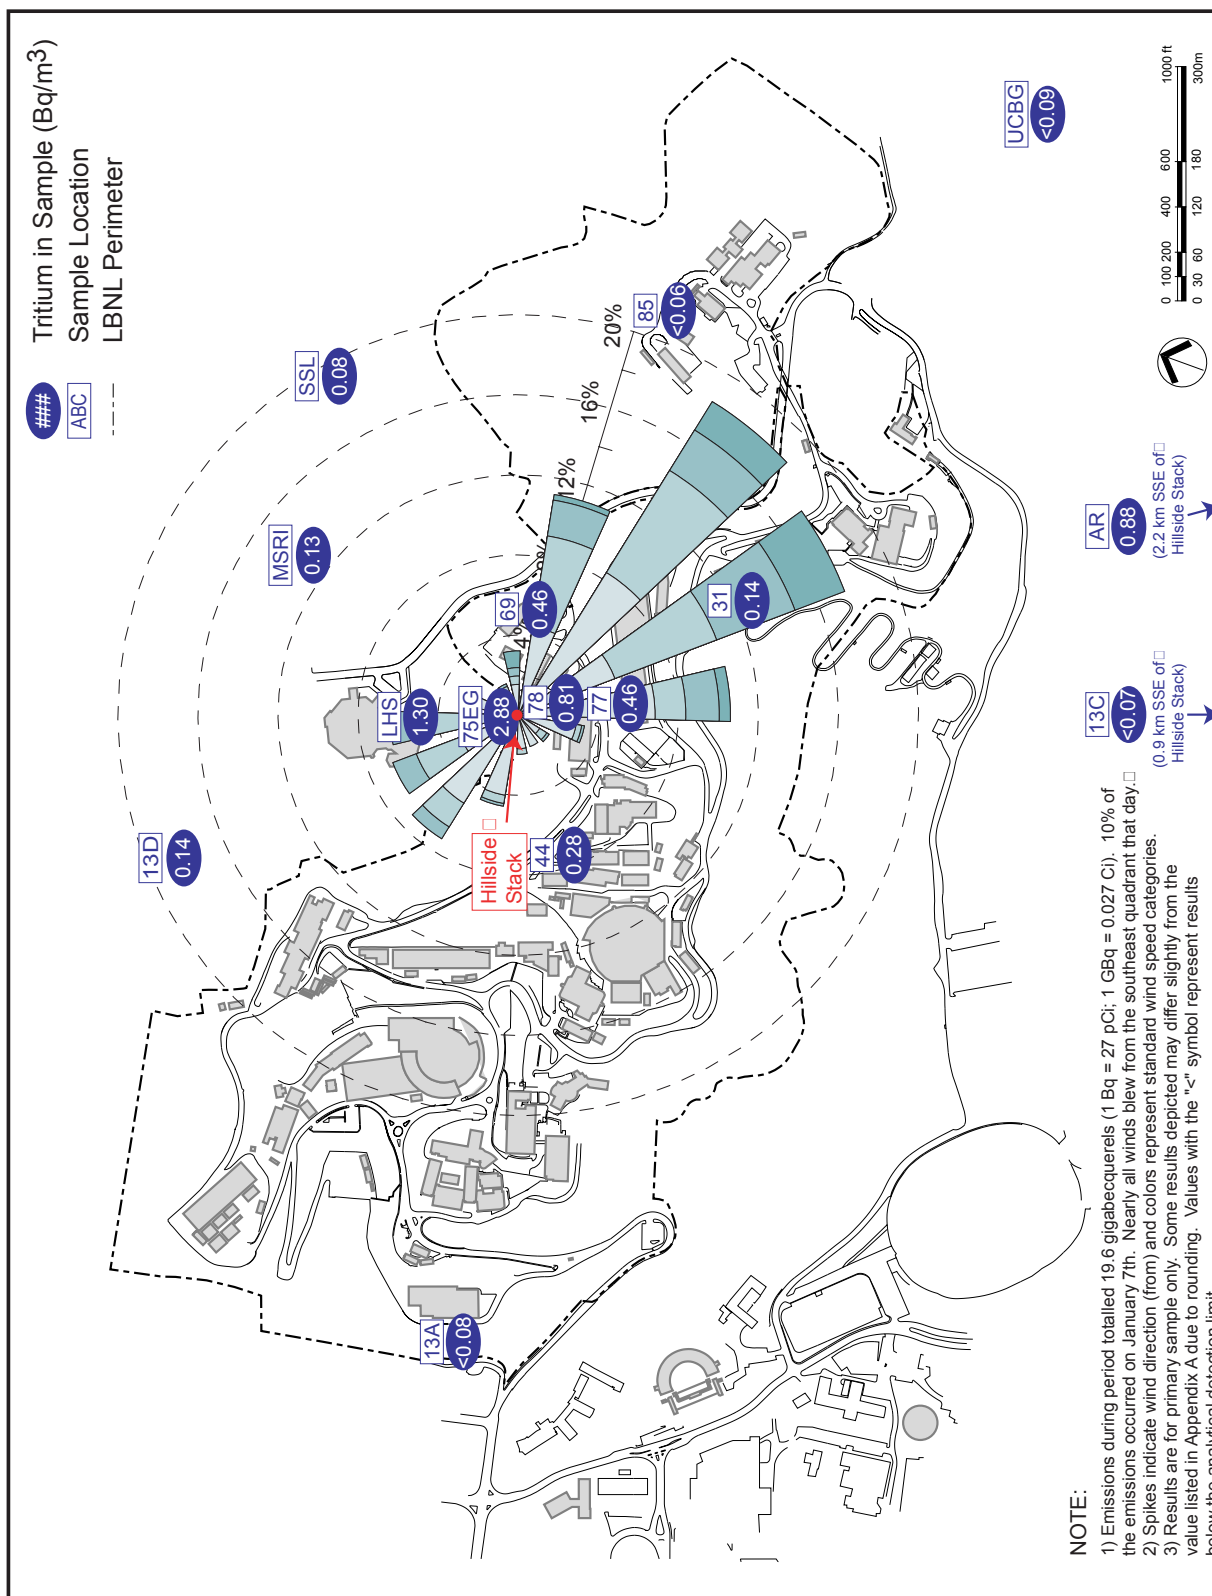 ### Tritium in Sample (Bq/m3)
ABC Sample Location
LBNL Perimeter
SSL
0.08
MSRI
0.13
13D
0.14
LHS
1.30
75EG
2.88
69
0.46
78
0.81
77
0.46
31
0.14
85
<0.06
44
0.28
13A
<0.08
Hillside
Stack
12%
16%
20%
UCBG
<0.09
AR
0.88
(2.2 km SSE of
Hillside Stack)
13C
<0.07
(0.9 km SSE of
Hillside Stack)
0 100 200 400 600 1000 ft
0 30 60 120 180 300m
NOTE:
1) Emissions during period totalled 19.6 gigabecquerels (1 Bq = 27 pCi; 1 GBq = 0.027 Ci). 10% of
the emissions occurred on January 7th. Nearly all winds blew from the southeast quadrant that day.
2) Spikes indicate wind direction (from) and colors represent standard wind speed categories.
3) Results are for primary sample only. Some results depicted may differ slightly from the
value listed in Appendix A due to rounding. Values with the "<" symbol represent results
below the analytical detection limit